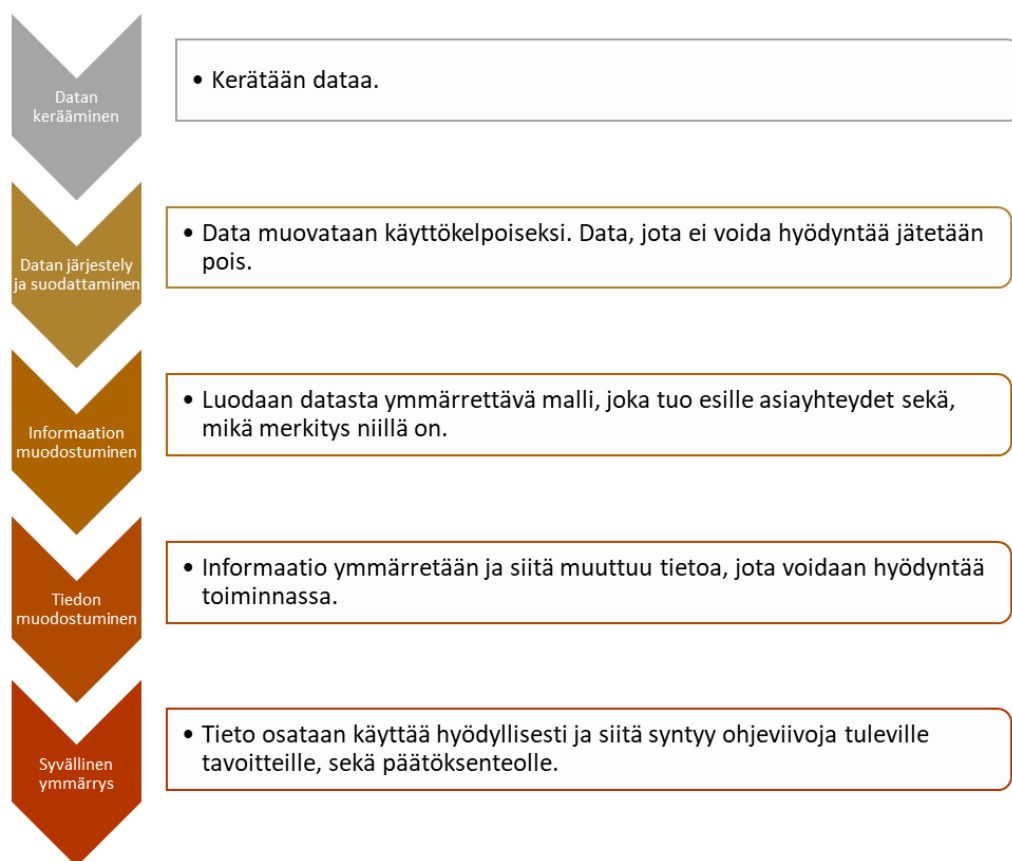 Datan
kerääminen
• Kerätään dataa.
Datan järjestely
ja suodattaminen
• Data muovataan käyttökelpoiseksi. Data, jota ei voida hyödyntää jätetään
pois.
Informaation
muodostuminen
• Luodaan datasta ymmärrettävä malli, joka tuo esille asiayhteydet sekä,
mikä merkitys niillä on.
Tiedon
muodostuminen
• Informaatio ymmärretään ja siitä muuttuu tietoa, jota voidaan hyödyntää
toiminnassa.
Syvällinen
ymmärrys
• Tieto osataan käyttää hyödyllisesti ja siitä syntyy ohjeviivoja tuleville
tavoitteille, sekä päätöksenteolle.